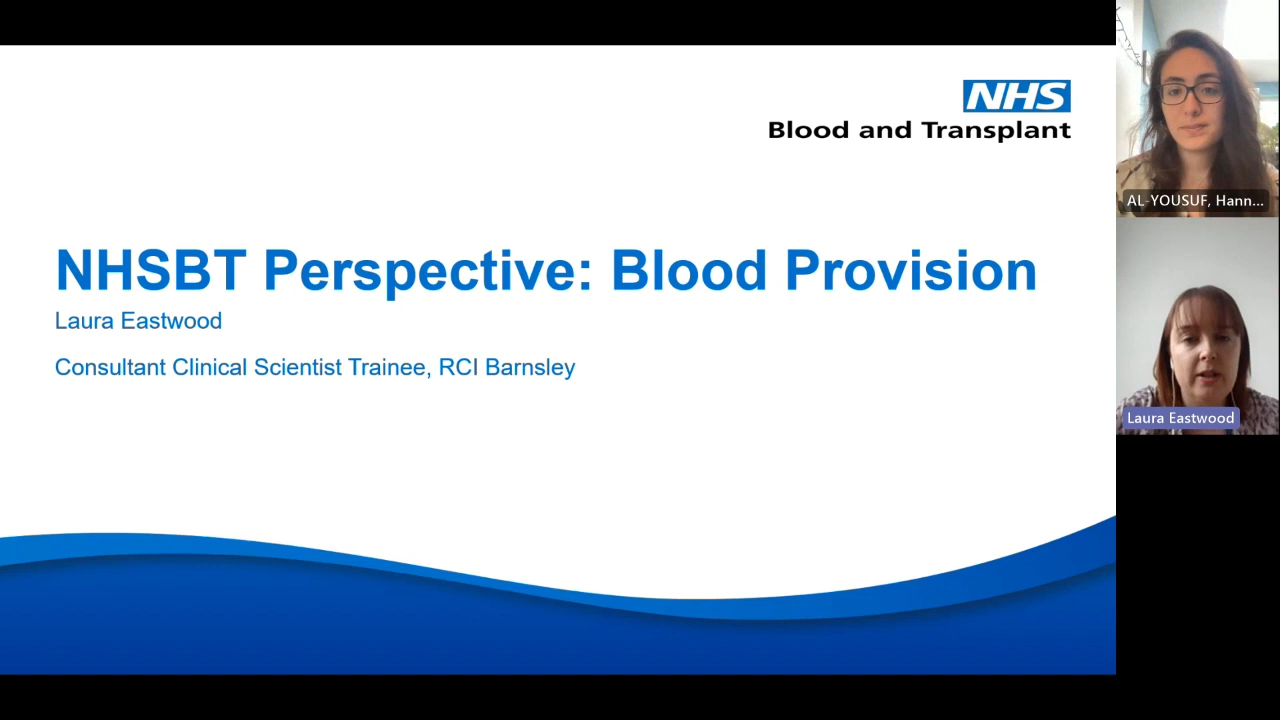 NHS
Blood and Transplant
NHSBT Perspective: Blood Provision
Laura Eastwood
Consultant Clinical Scientist Trainee, RCI Barnsley
AL-YOUSUF, Hann...
Laura Eastwood